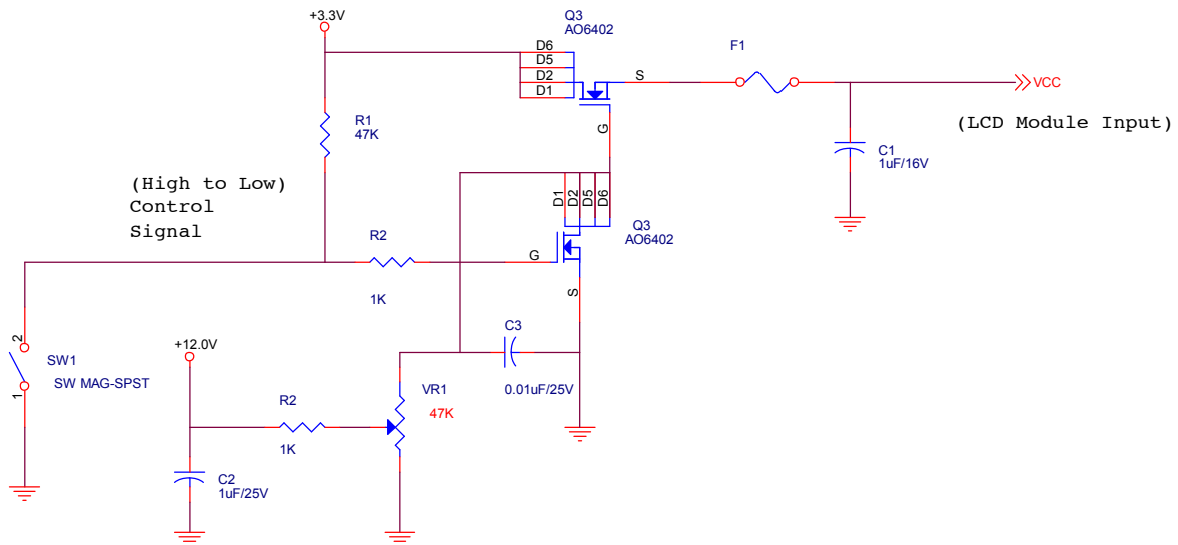 +3.3V
Q3
AO6402
D6
D5
D2
D1
S
G
F1
VCC
(LCD Module Input)
R1
47K
C1
1uF/16V
(High to Low)
Control
Signal
D1
D2
D5
D6
Q3
AO6402
R2
1K
G
S
2
SW1
SW MAG-SPST
1
+12.0V
C3
0.01uF/25V
R2
1K
VR1
47K
C2
1uF/25V